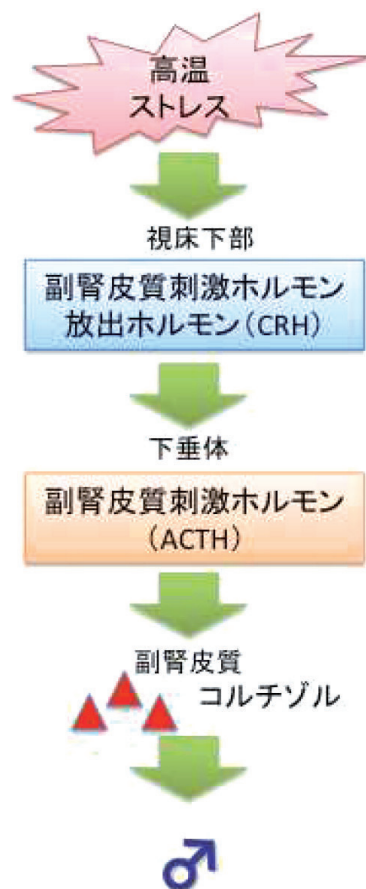 高温
ストレス
視床下部
副腎皮質刺激ホルモン
放出ホルモン(CRH)
下垂体
副腎皮質刺激ホルモン
(ACTH)
副腎皮質
コルチゾル
♂